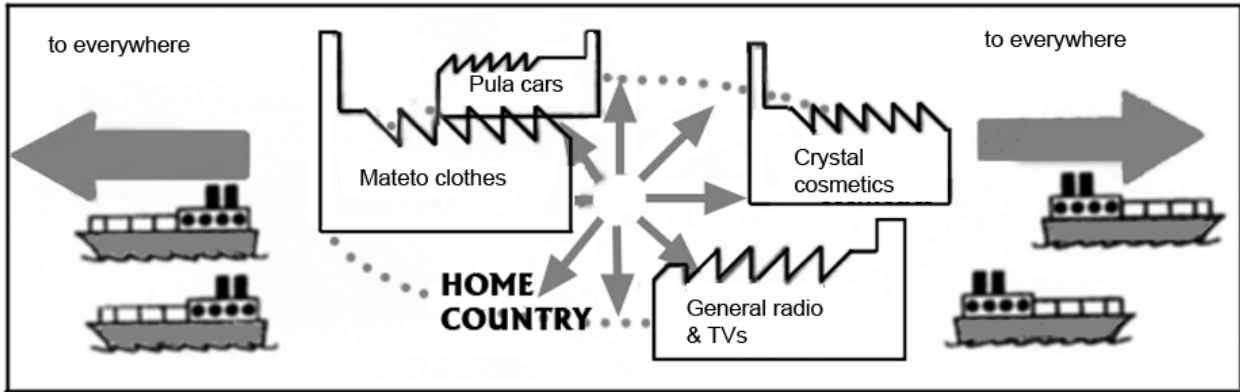 to everywhere
to everywhere
Pula cars
Mateto clothes
Crystal
cosmetics
HOME
COUNTRY
General radio
& TVs